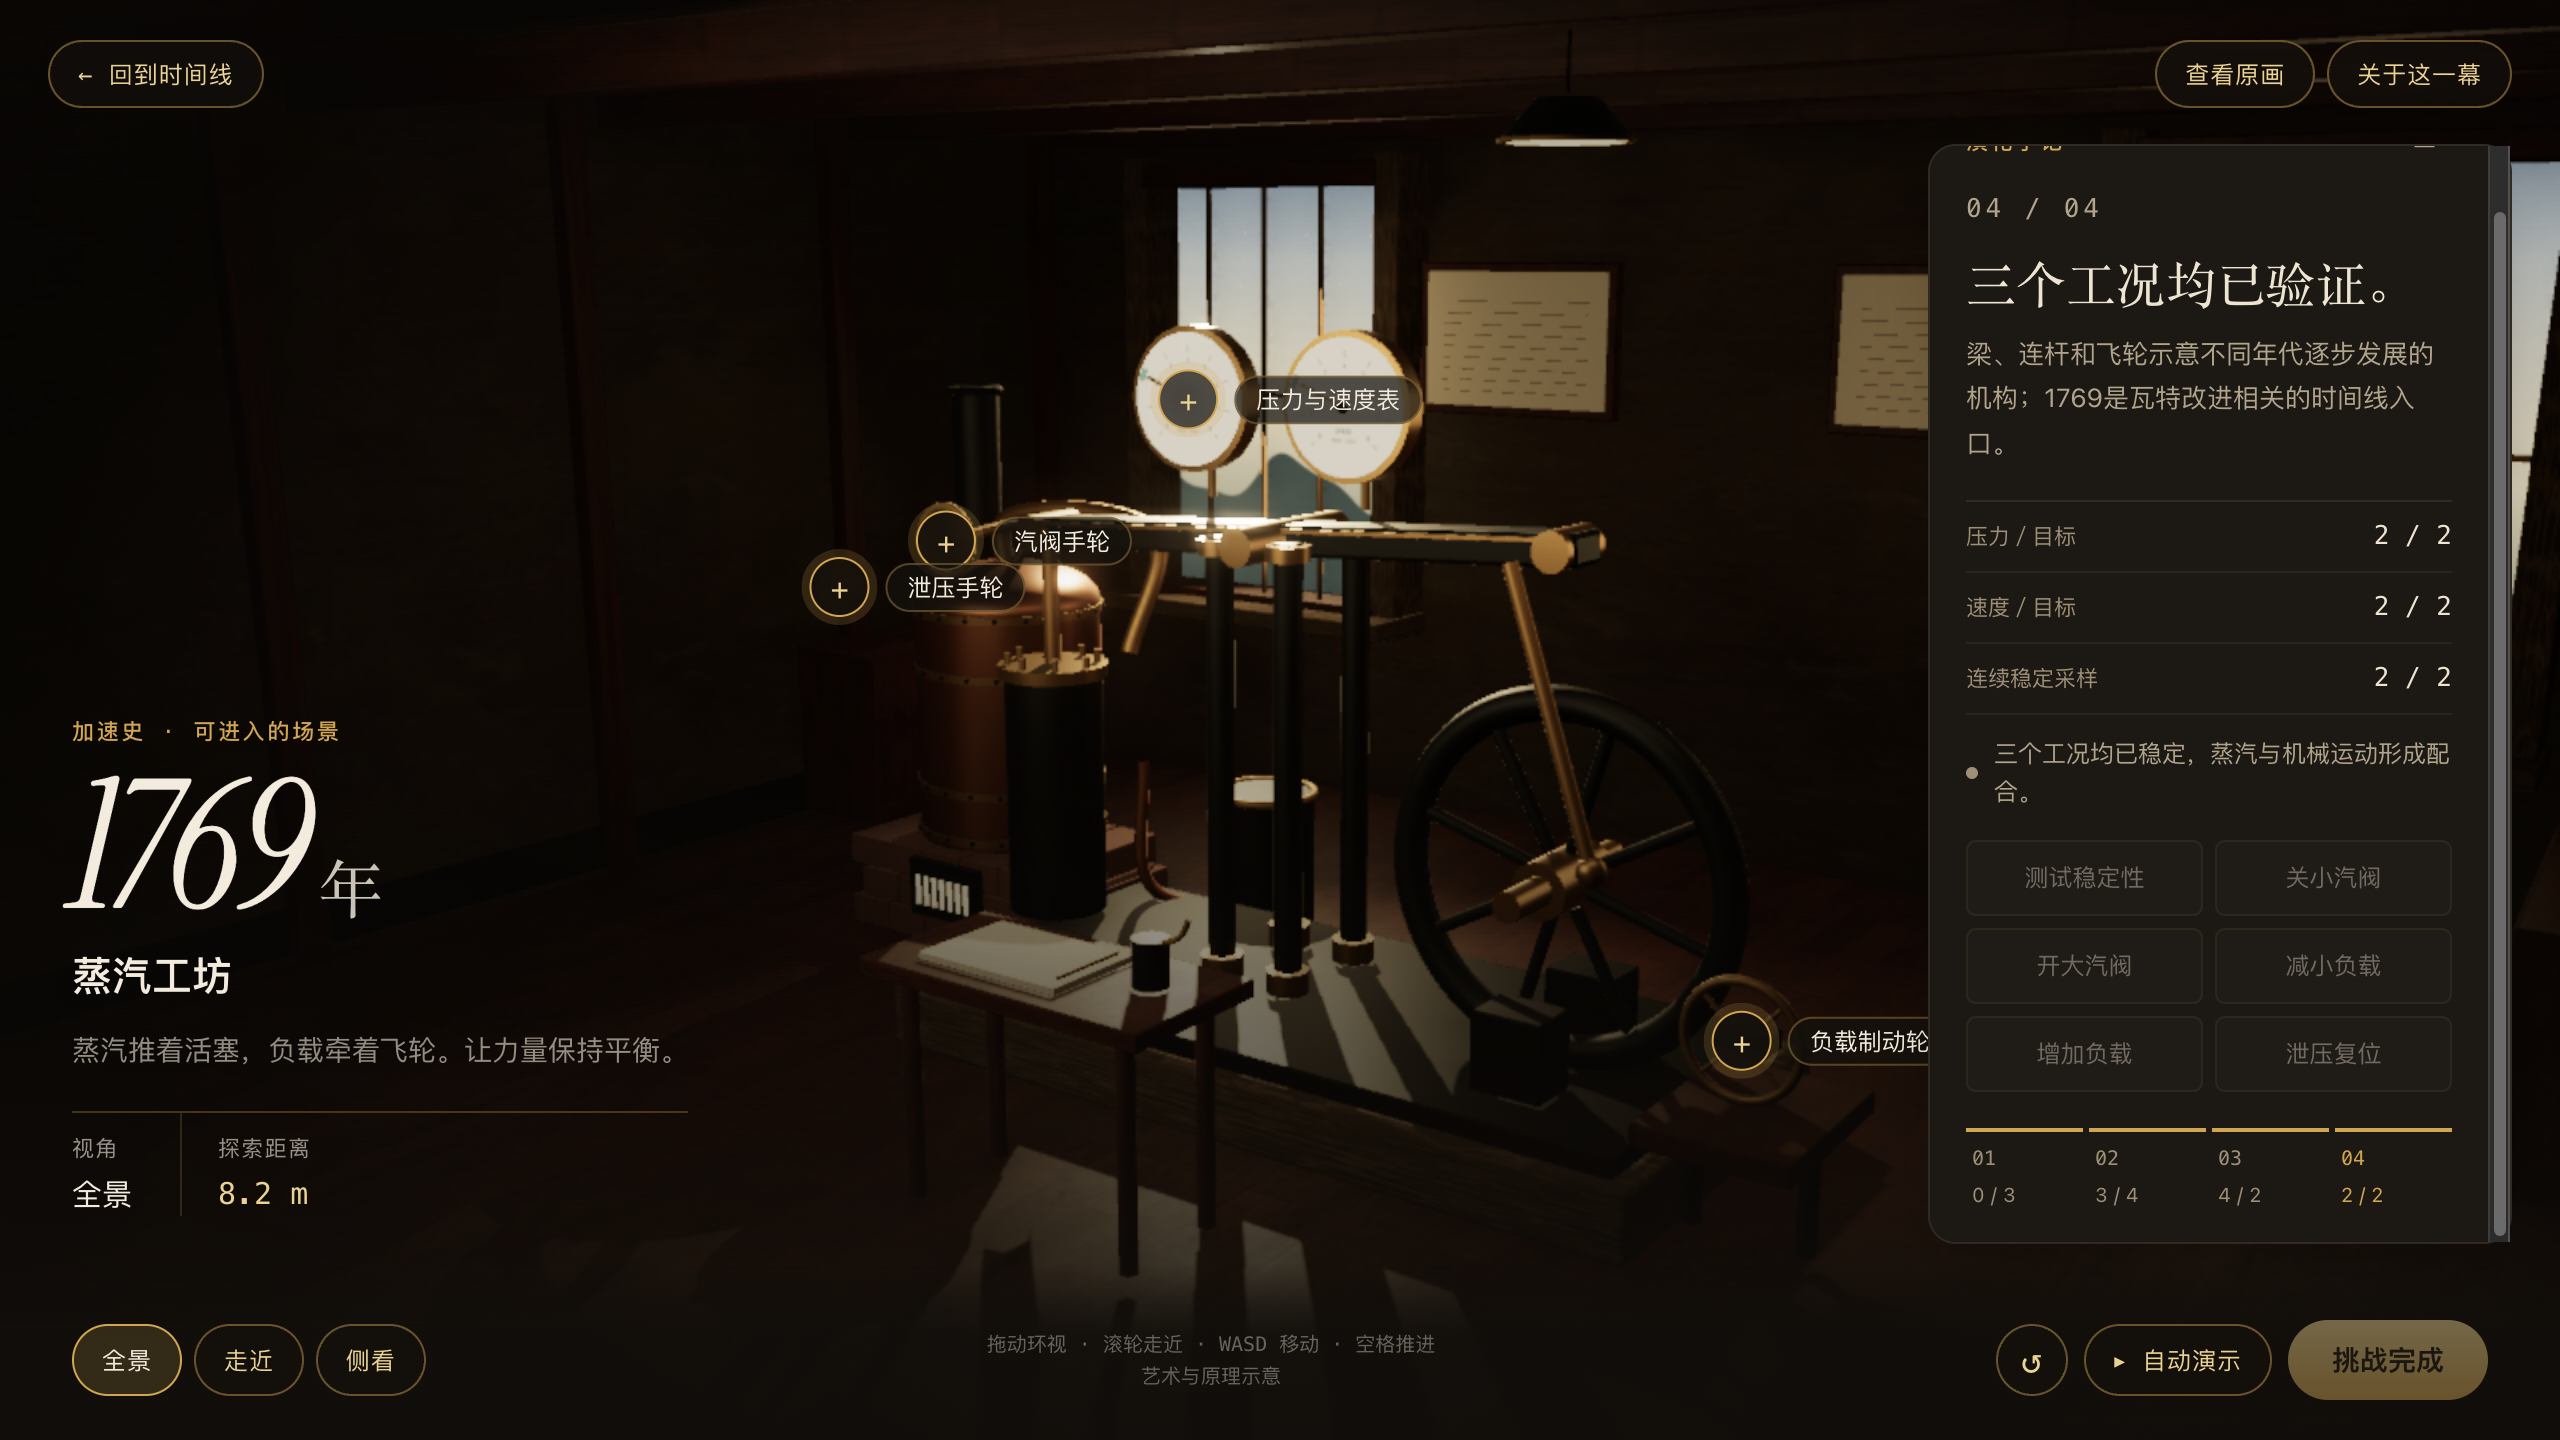 ← 回到时间线
查看原画
关于这一幕
04 / 04
三个工况均已验证。
梁、连杆和飞轮示意不同年代逐步发展的
机构；1769是瓦特改进相关的时间线入
口。
压力 / 目标
2 / 2
速度 / 目标
2 / 2
连续稳定采样
2 / 2
三个工况均已稳定，蒸汽与机械运动形成配
合。
测试稳定性
关小汽阀
开大汽阀
减小负载
增加负载
泄压复位
01
02
03
04
0 / 3
3 / 4
4 / 2
2 / 2
+ 压力与速度表
+ 汽阀手轮
+ 泄压手轮
+ 负载制动轮
加速史 · 可进入的场景
1769年
蒸汽工坊
蒸汽推着活塞，负载牵着飞轮。让力量保持平衡。
视角
探索距离
全景
8.2 m
全景
走近
侧看
拖动环视 · 滚轮走近 · WASD 移动 · 空格推进
艺术与原理示意
↺
▶ 自动演示
挑战完成